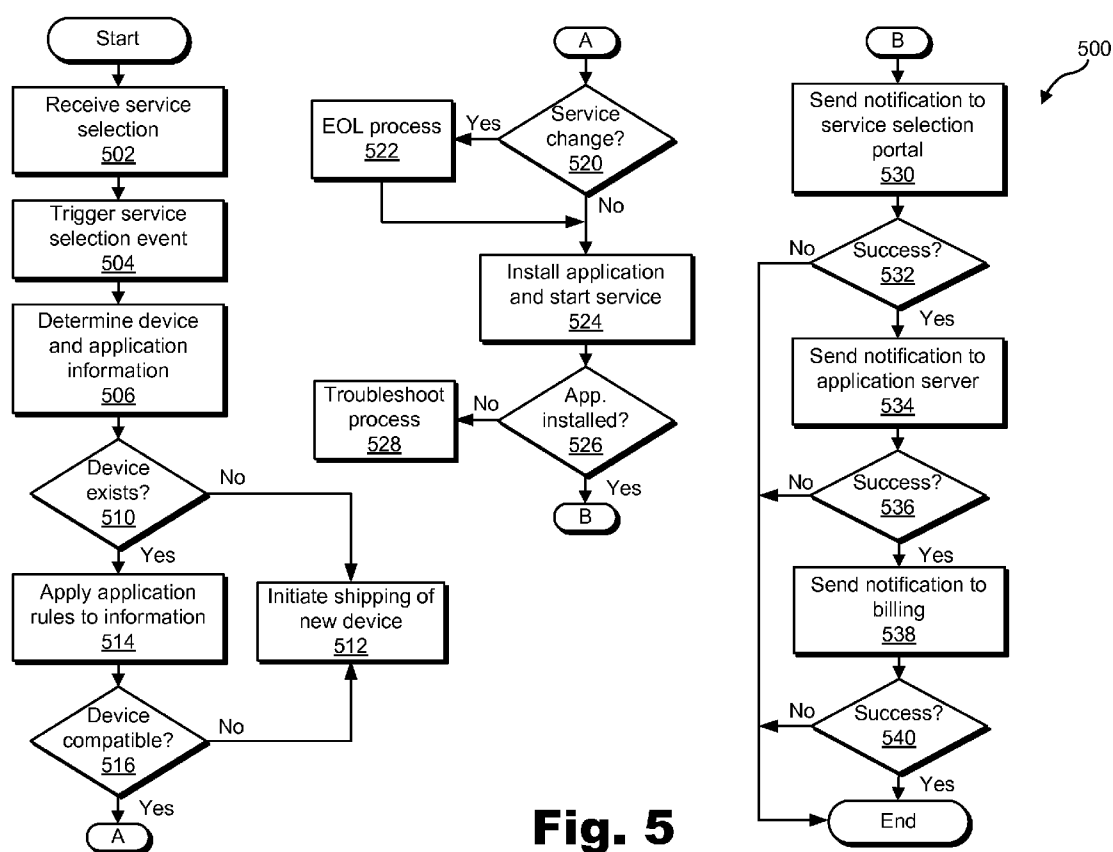 Start
Receive service
selection
502
Trigger service
selection event
504
Determine device
and application
information
506
Device
exists?
510
No
Yes
Apply application
rules to information
514
Initiate shipping of
new device
512
Device
compatible?
516
No
Yes
A
A
Service
change?
520
Yes
EOL process
522
No
Install application
and start service
524
App.
installed?
526
No
Troubleshoot
process
528
Yes
B
B
500
Send notification to
service selection
portal
530
Success?
532
No
Yes
Send notification to
application server
534
Success?
536
No
Yes
Send notification to
billing
538
Success?
540
No
Yes
End
Fig. 5